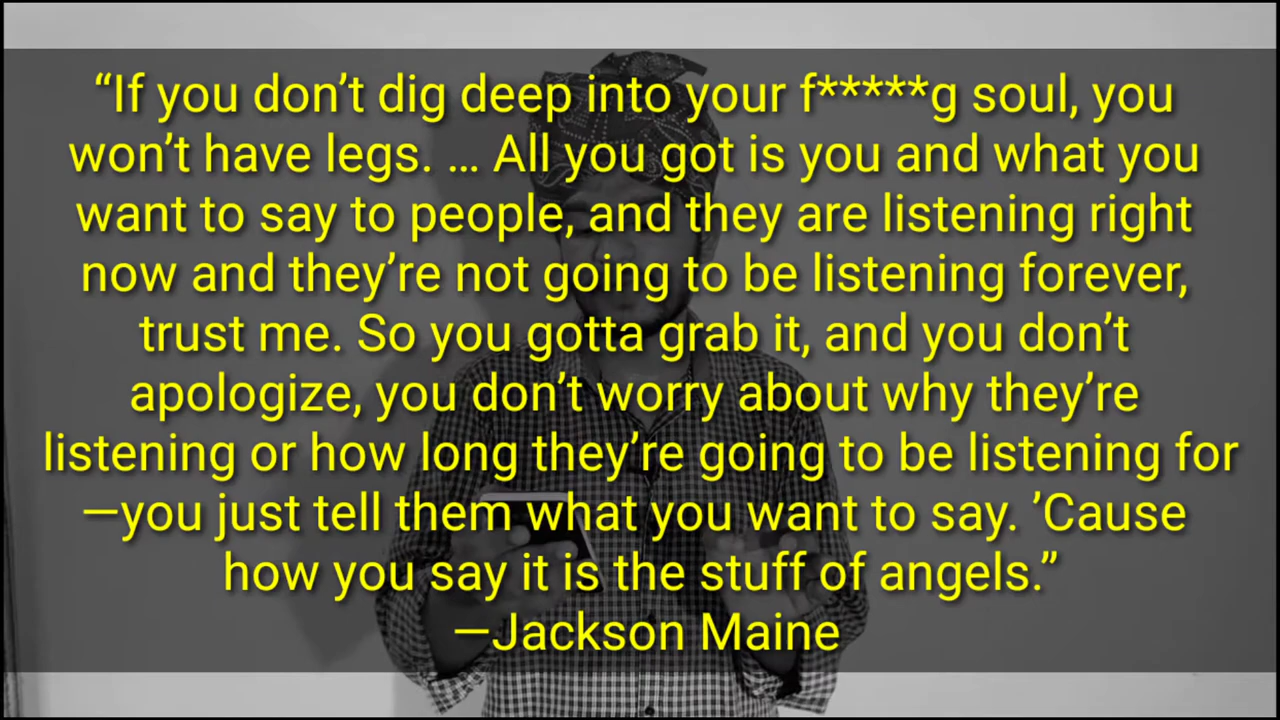 “If you don’t dig deep into your f*****g soul, you
won’t have legs. … All you got is you and what you
want to say to people, and they are listening right
now and they’re not going to be listening forever,
trust me. So you gotta grab it, and you don’t
apologize, you don’t worry about why they’re
listening or how long they’re going to be listening for
—you just tell them what you want to say. ’Cause
how you say it is the stuff of angels.”
—Jackson Maine